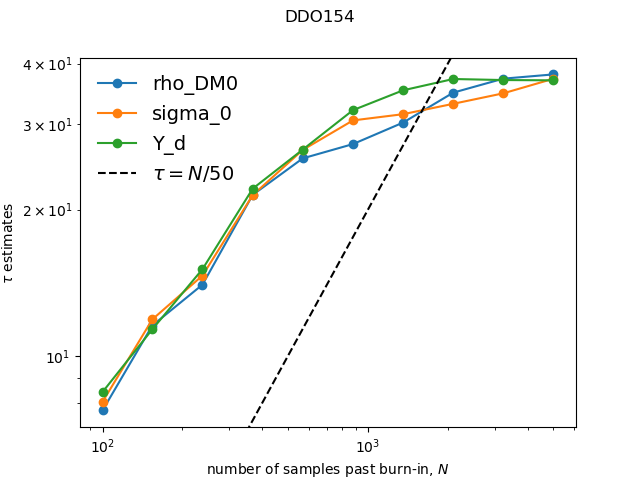 DDO154
4 × 10¹
3 × 10¹
2 × 10¹
10¹
τ estimates
rho_DM0
sigma_0
Y_d
τ = N/50
10²
10³
number of samples past burn-in, N